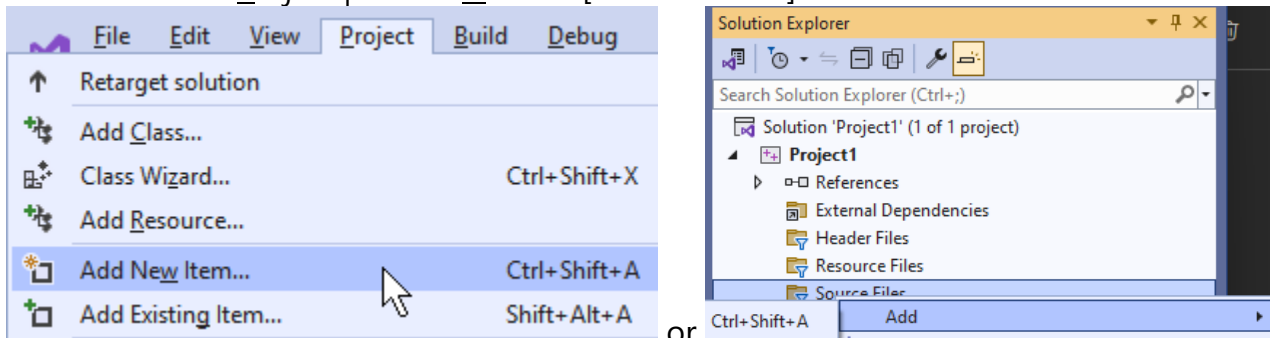 File Edit View Project Build Debug
Retarget solution
Add Class...
Class Wizard... Ctrl+Shift+X
Add Resource...
Add New Item... Ctrl+Shift+A
Add Existing Item... Shift+Alt+A
or
Solution Explorer
Search Solution Explorer (Ctrl+;)
Solution 'Project1' (1 of 1 project)
Project1
References
External Dependencies
Header Files
Resource Files
Source Files
Ctrl+Shift+A Add